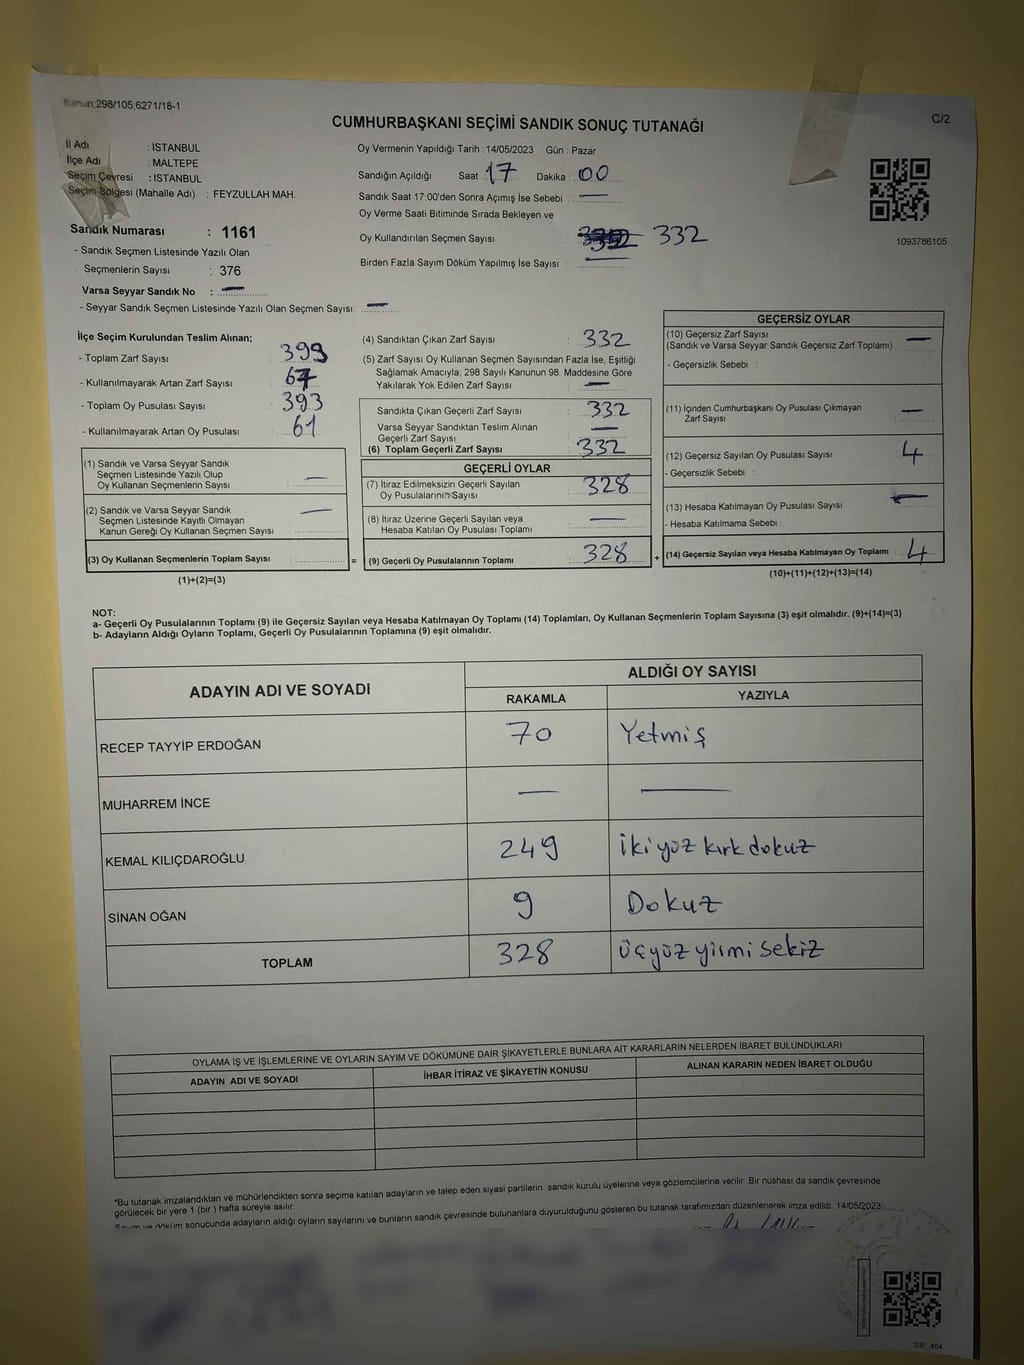 Kanun;298/105;6271/18-1
C/2
CUMHURBAŞKANI SEÇİMİ SANDIK SONUÇ TUTANAĞI
İl Adı : İSTANBUL
İlçe Adı : MALTEPE
Seçim Çevresi : İSTANBUL
Seçim Bölgesi (Mahalle Adı) : FEYZULLAH MAH.
Oy Vermenin Yapıldığı Tarih : 14/05/2023 Gün : Pazar
Sandığın Açıldığı Saat 17 Dakika : 00
Sandık Saat 17:00'den Sonra Açımış İse Sebebi : —
Oy Verme Saati Bitiminde Sırada Bekleyen ve
Oy Kullandırılan Seçmen Sayısı : 332
Birden Fazla Sayım Döküm Yapılmış İse Sayısı : —
1093786105
Sandık Numarası : 1161
- Sandık Seçmen Listesinde Yazılı Olan
Seçmenlerin Sayısı : 376
Varsa Seyyar Sandık No : —
- Seyyar Sandık Seçmen Listesinde Yazılı Olan Seçmen Sayısı: —
İlçe Seçim Kurulundan Teslim Alınan;
- Toplam Zarf Sayısı : 399
- Kullanılmayarak Artan Zarf Sayısı : 67
- Toplam Oy Pusulası Sayısı : 393
- Kullanılmayarak Artan Oy Pusulası : 61
(1) Sandık ve Varsa Seyyar Sandık
Seçmen Listesinde Yazılı Olup
Oy Kullanan Seçmenlerin Sayısı : —
(2) Sandık ve Varsa Seyyar Sandık
Seçmen Listesinde Kayıtlı Olmayan
Kanun Gereği Oy Kullanan Seçmen Sayısı : —
(3) Oy Kullanan Seçmenlerin Toplam Sayısı :
(1)+(2)=(3)
(4) Sandıktan Çıkan Zarf Sayısı : 332
(5) Zarf Sayısı Oy Kullanan Seçmen Sayısından Fazla İse, Eşitliği
Sağlamak Amacıyla, 298 Sayılı Kanunun 98. Maddesine Göre
Yakılarak Yok Edilen Zarf Sayısı : —
Sandıkta Çıkan Geçerli Zarf Sayısı : 332
Varsa Seyyar Sandıktan Teslim Alınan
Geçerli Zarf Sayısı : —
(6) Toplam Geçerli Zarf Sayısı : 332
GEÇERLİ OYLAR
(7) İtiraz Edilmeksizin Geçerli Sayılan
Oy Pusulalarının Sayısı : 328
(8) İtiraz Üzerine Geçerli Sayılan veya
Hesaba Katılan Oy Pusulası Toplamı : —
= (9) Geçerli Oy Pusulalarının Toplamı : 328 +
GEÇERSİZ OYLAR
(10) Geçersiz Zarf Sayısı
(Sandık ve Varsa Seyyar Sandık Geçersiz Zarf Toplamı) : —
- Geçersizlik Sebebi :
(11) İçinden Cumhurbaşkanı Oy Pusulası Çıkmayan
Zarf Sayısı : —
(12) Geçersiz Sayılan Oy Pusulası Sayısı : 4
- Geçersizlik Sebebi :
(13) Hesaba Katılmayan Oy Pusulası Sayısı : —
- Hesaba Katılmama Sebebi :
(14) Geçersiz Sayılan veya Hesaba Katılmayan Oy Toplamı : 4
(10)+(11)+(12)+(13)=(14)
NOT:
a- Geçerli Oy Pusulalarının Toplamı (9) ile Geçersiz Sayılan veya Hesaba Katılmayan Oy Toplamı (14) Toplamları, Oy Kullanan Seçmenlerin Toplam Sayısına (3) eşit olmalıdır. (9)+(14)=(3)
b- Adayların Aldığı Oyların Toplamı, Geçerli Oy Pusulalarının Toplamına (9) eşit olmalıdır.
ADAYIN ADI VE SOYADI
ALDIĞI OY SAYISI
RAKAMLA YAZIYLA
RECEP TAYYİP ERDOĞAN 70 Yetmiş
MUHARREM İNCE — —
KEMAL KILIÇDAROĞLU 249 iki yüz kırk dokuz
SİNAN OĞAN 9 Dokuz
TOPLAM 328 üçyüz yirmi sekiz
OYLAMA İŞ VE İŞLEMLERİNE VE OYLARIN SAYIM VE DÖKÜMÜNE DAİR ŞİKAYETLERLE BUNLARA AİT KARARLARIN NELERDEN İBARET BULUNDUKLARI
ADAYIN ADI VE SOYADI İHBAR İTİRAZ VE ŞİKAYETİN KONUSU ALINAN KARARIN NEDEN İBARET OLDUĞU
*Bu tutanak imzalandıktan ve mühürlendikten sonra seçime katılan adayların ve talep eden siyasi partilerin sandık kurulu üyelerine veya gözlemcilerine verilir .Bir nüshası da sandık çevresinde
görülecek bir yere 1 (bir ) hafta süreyle asılır.
Sayım ve döküm sonucunda adayların aldığı oyların sayılarını ve bunların sandık çevresinde bulunanlara duyurulduğunu gösteren bu tutanak tarafımızdan düzenlenerek imza edildi. 14/05/2023
SSI_404